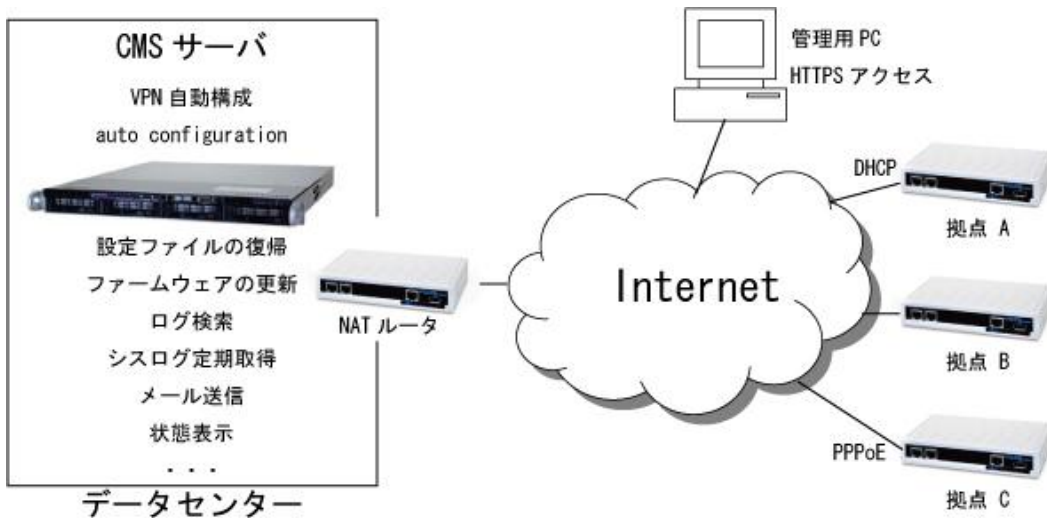 CMS サーバ
VPN 自動構成
auto configuration
設定ファイルの復帰
ファームウェアの更新
ログ検索
シスログ定期取得
メール送信
状態表示
・・・
データセンター
NAT ルータ
Internet
管理用 PC
HTTPS アクセス
DHCP
拠点 A
拠点 B
PPPoE
拠点 C